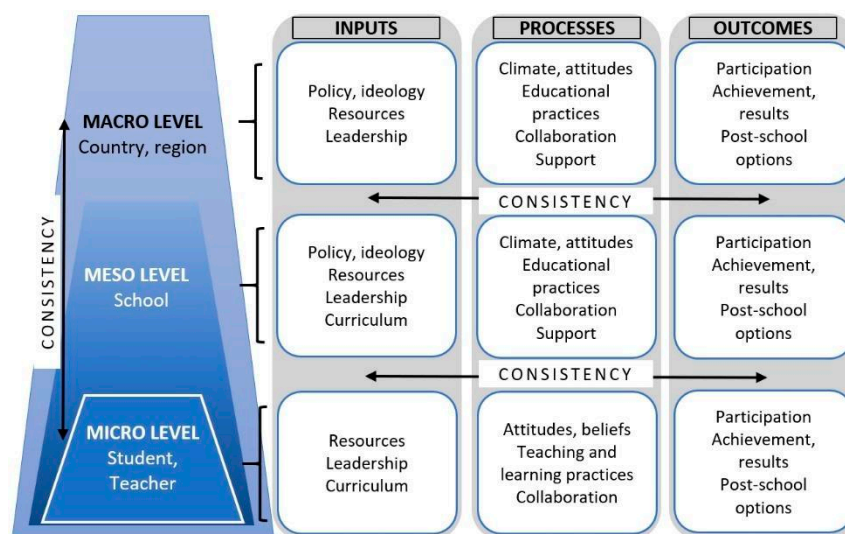 INPUTS
PROCESSES
OUTCOMES
MACRO LEVEL
Country, region
Policy, ideology
Resources
Leadership
Climate, attitudes
Educational
practices
Collaboration
Support
Participation
Achievement,
results
Post-school
options
CONSISTENCY
CONSISTENCY
MESO LEVEL
School
Policy, ideology
Resources
Leadership
Curriculum
Climate, attitudes
Educational
practices
Collaboration
Support
Participation
Achievement,
results
Post-school
options
CONSISTENCY
MICRO LEVEL
Student,
Teacher
Resources
Leadership
Curriculum
Attitudes, beliefs
Teaching and
learning practices
Collaboration
Participation
Achievement,
results
Post-school
options